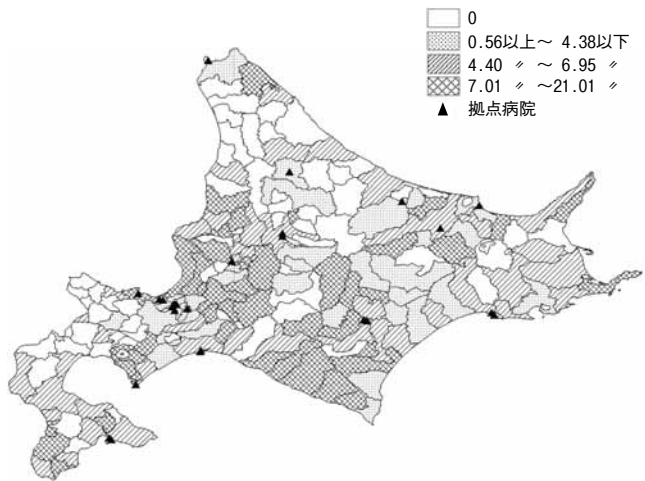 0
0.56以上～ 4.38以下
4.40 〃 ～ 6.95 〃
7.01 〃 ～21.01 〃
▲ 拠点病院